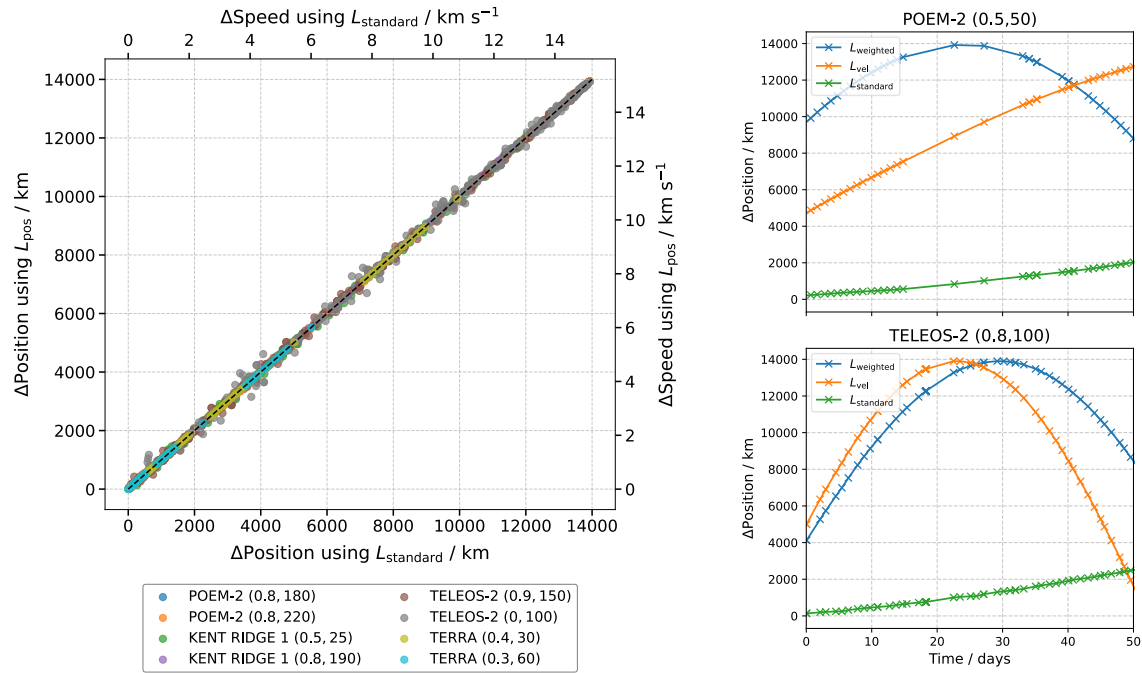 ΔSpeed using L_standard / km s⁻¹
0 2 4 6 8 10 12 14
14000
12000
10000
8000
6000
4000
2000
0
ΔPosition using L_pos / km
14
12
10
8
6
4
2
0
ΔSpeed using L_pos / km s⁻¹
0 2000 4000 6000 8000 10000 12000 14000
ΔPosition using L_standard / km
POEM-2 (0.8, 180)
POEM-2 (0.8, 220)
KENT RIDGE 1 (0.5, 25)
KENT RIDGE 1 (0.8, 190)
TELEOS-2 (0.9, 150)
TELEOS-2 (0, 100)
TERRA (0.4, 30)
TERRA (0.3, 60)
POEM-2 (0.5,50)
L_weighted
L_vel
L_standard
14000
12000
10000
8000
6000
4000
2000
0
ΔPosition / km
TELEOS-2 (0.8,100)
L_weighted
L_vel
L_standard
14000
12000
10000
8000
6000
4000
2000
0
ΔPosition / km
0 10 20 30 40 50
Time / days